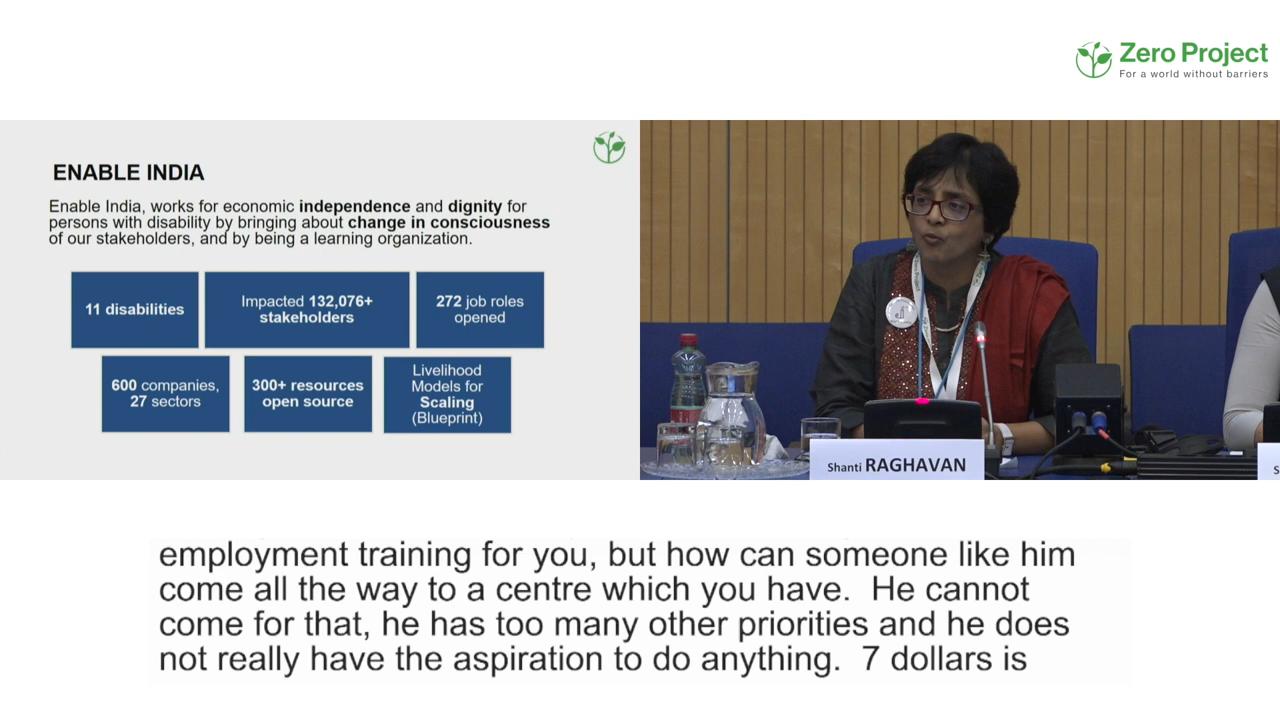 Zero Project
For a world without barriers
ENABLE INDIA
Enable India, works for economic independence and dignity for
persons with disability by bringing about change in consciousness
of our stakeholders, and by being a learning organization.
11 disabilities
Impacted 132,076+
stakeholders
272 job roles
opened
600 companies,
27 sectors
300+ resources
open source
Livelihood
Models for
Scaling
(Blueprint)
Shanti RAGHAVAN
S
employment training for you, but how can someone like him
come all the way to a centre which you have. He cannot
come for that, he has too many other priorities and he does
not really have the aspiration to do anything. 7 dollars is